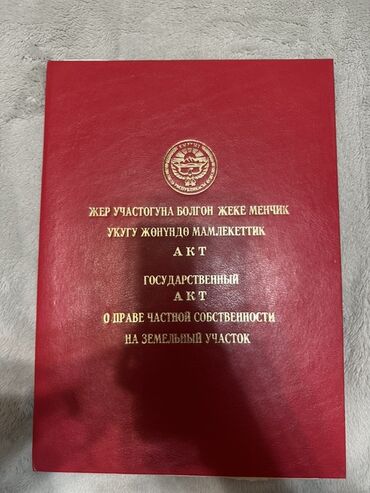 ЖЕР УЧАСТОГУНА БОЛГОН ЖЕКЕ МЕНЧИК
УКУГУ ЖӨНҮНДӨ МАМЛЕКЕТТИК
АКТ
ГОСУДАРСТВЕННЫЙ
АКТ
О ПРАВЕ ЧАСТНОЙ СОБСТВЕННОСТИ
НА ЗЕМЕЛЬНЫЙ УЧАСТОК